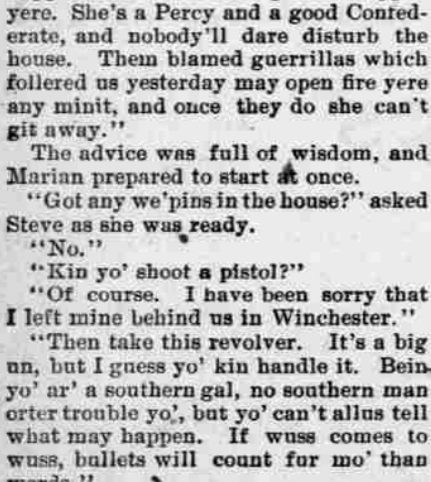 yere. She's a Percy and a good Confed-
erate, and nobody'll dare disturb the
house. Them blamed guerrillas which
follered us yesterday may open fire yere
any minit, and once they do she can't
git away."
The advice was full of wisdom, and
Marian prepared to start at once.
"Got any we'pins in the house?" asked
Steve as she was ready.
"No."
"Kin yo' shoot a pistol?"
"Of course. I have been sorry that
I left mine behind us in Winchester."
"Then take this revolver. It's a big
un, but I guess yo' kin handle it. Bein
yo' ar' a southern gal, no southern man
orter trouble yo', but yo' can't allus tell
what may happen. If wuss comes to
wuss, bullets will count fur mo' than